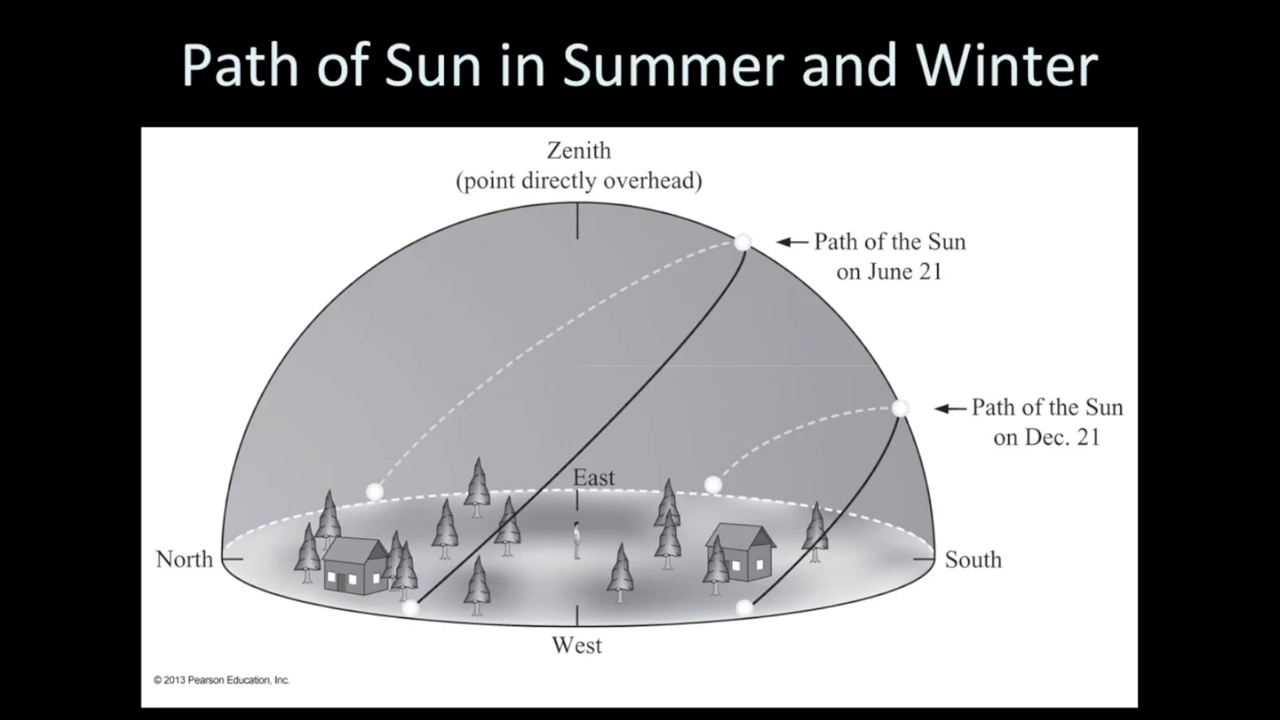 Path of Sun in Summer and Winter
Zenith
(point directly overhead)
Path of the Sun
on June 21
Path of the Sun
on Dec. 21
East
North
South
West
© 2013 Pearson Education, Inc.